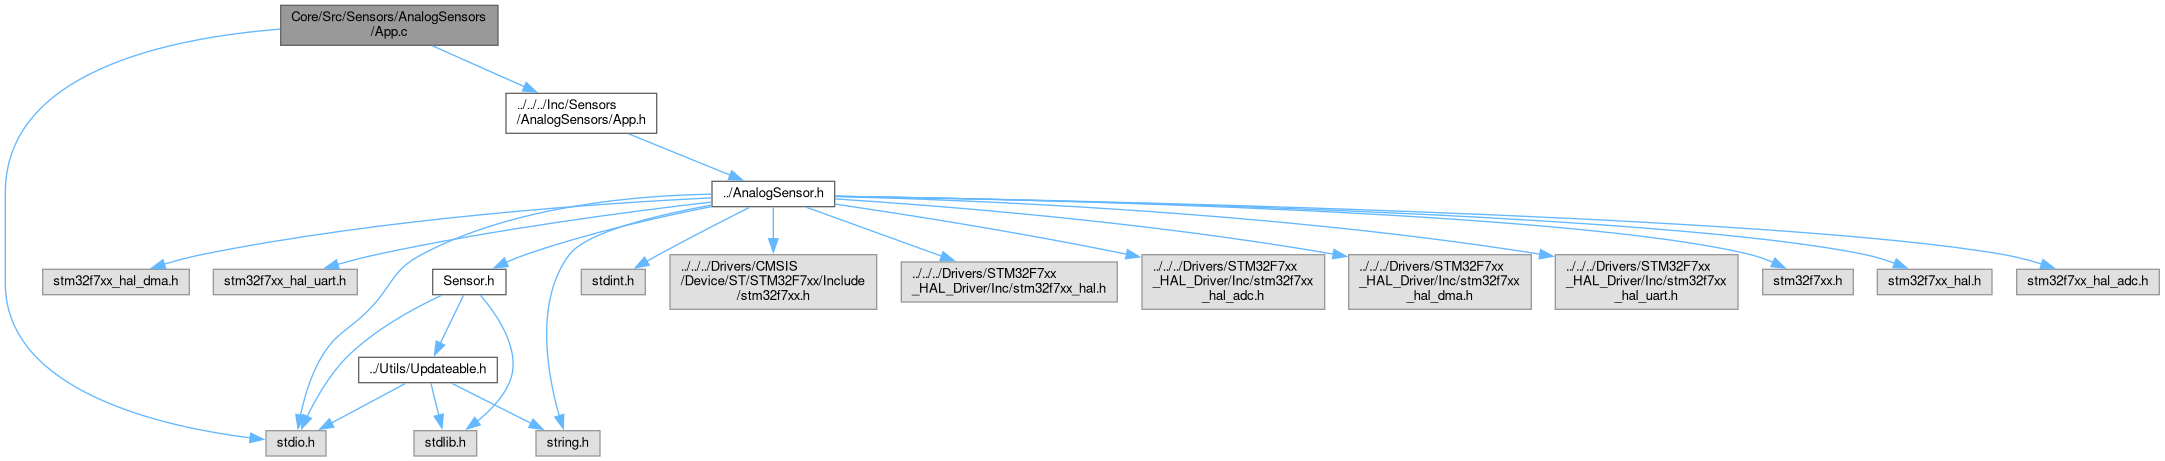 Core/Src/Sensors/AnalogSensors
/App.c
../../../Inc/Sensors
/AnalogSensors/App.h
../AnalogSensor.h
stm32f7xx_hal_dma.h
stm32f7xx_hal_uart.h
Sensor.h
stdint.h
../../../Drivers/CMSIS
/Device/ST/STM32F7xx/Include
/stm32f7xx.h
../../../Drivers/STM32F7xx
_HAL_Driver/Inc/stm32f7xx_hal.h
../../../Drivers/STM32F7xx
_HAL_Driver/Inc/stm32f7xx
_hal_adc.h
../../../Drivers/STM32F7xx
_HAL_Driver/Inc/stm32f7xx
_hal_dma.h
../../../Drivers/STM32F7xx
_HAL_Driver/Inc/stm32f7xx
_hal_uart.h
stm32f7xx.h
stm32f7xx_hal.h
stm32f7xx_hal_adc.h
../Utils/Updateable.h
stdio.h
stdlib.h
string.h